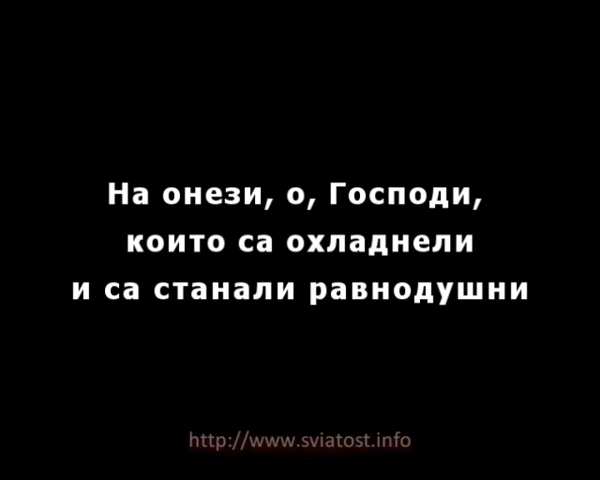 На онези, о, Господи,
които са охладнели
и са станали равнодушни
http://www.sviatost.info